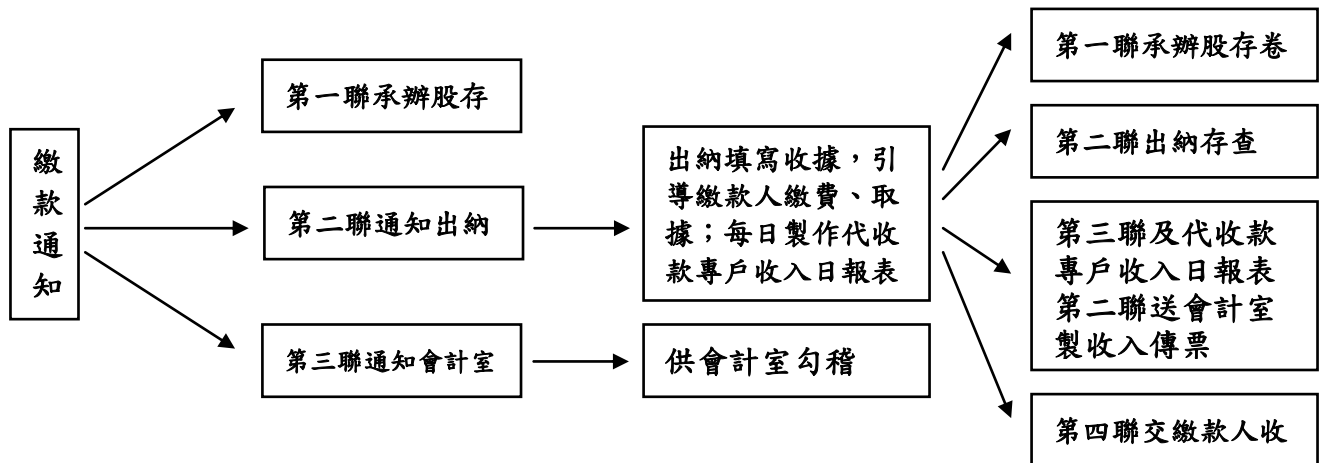 繳
款
通
知
第一聯承辦股存
第二聯通知出納
第三聯通知會計室
出納填寫收據，引
導繳款人繳費、取
據；每日製作代收
款專戶收入日報表
供會計室勾稽
第一聯承辦股存卷
第二聯出納存查
第三聯及代收款
專戶收入日報表
第二聯送會計室
製收入傳票
第四聯交繳款人收